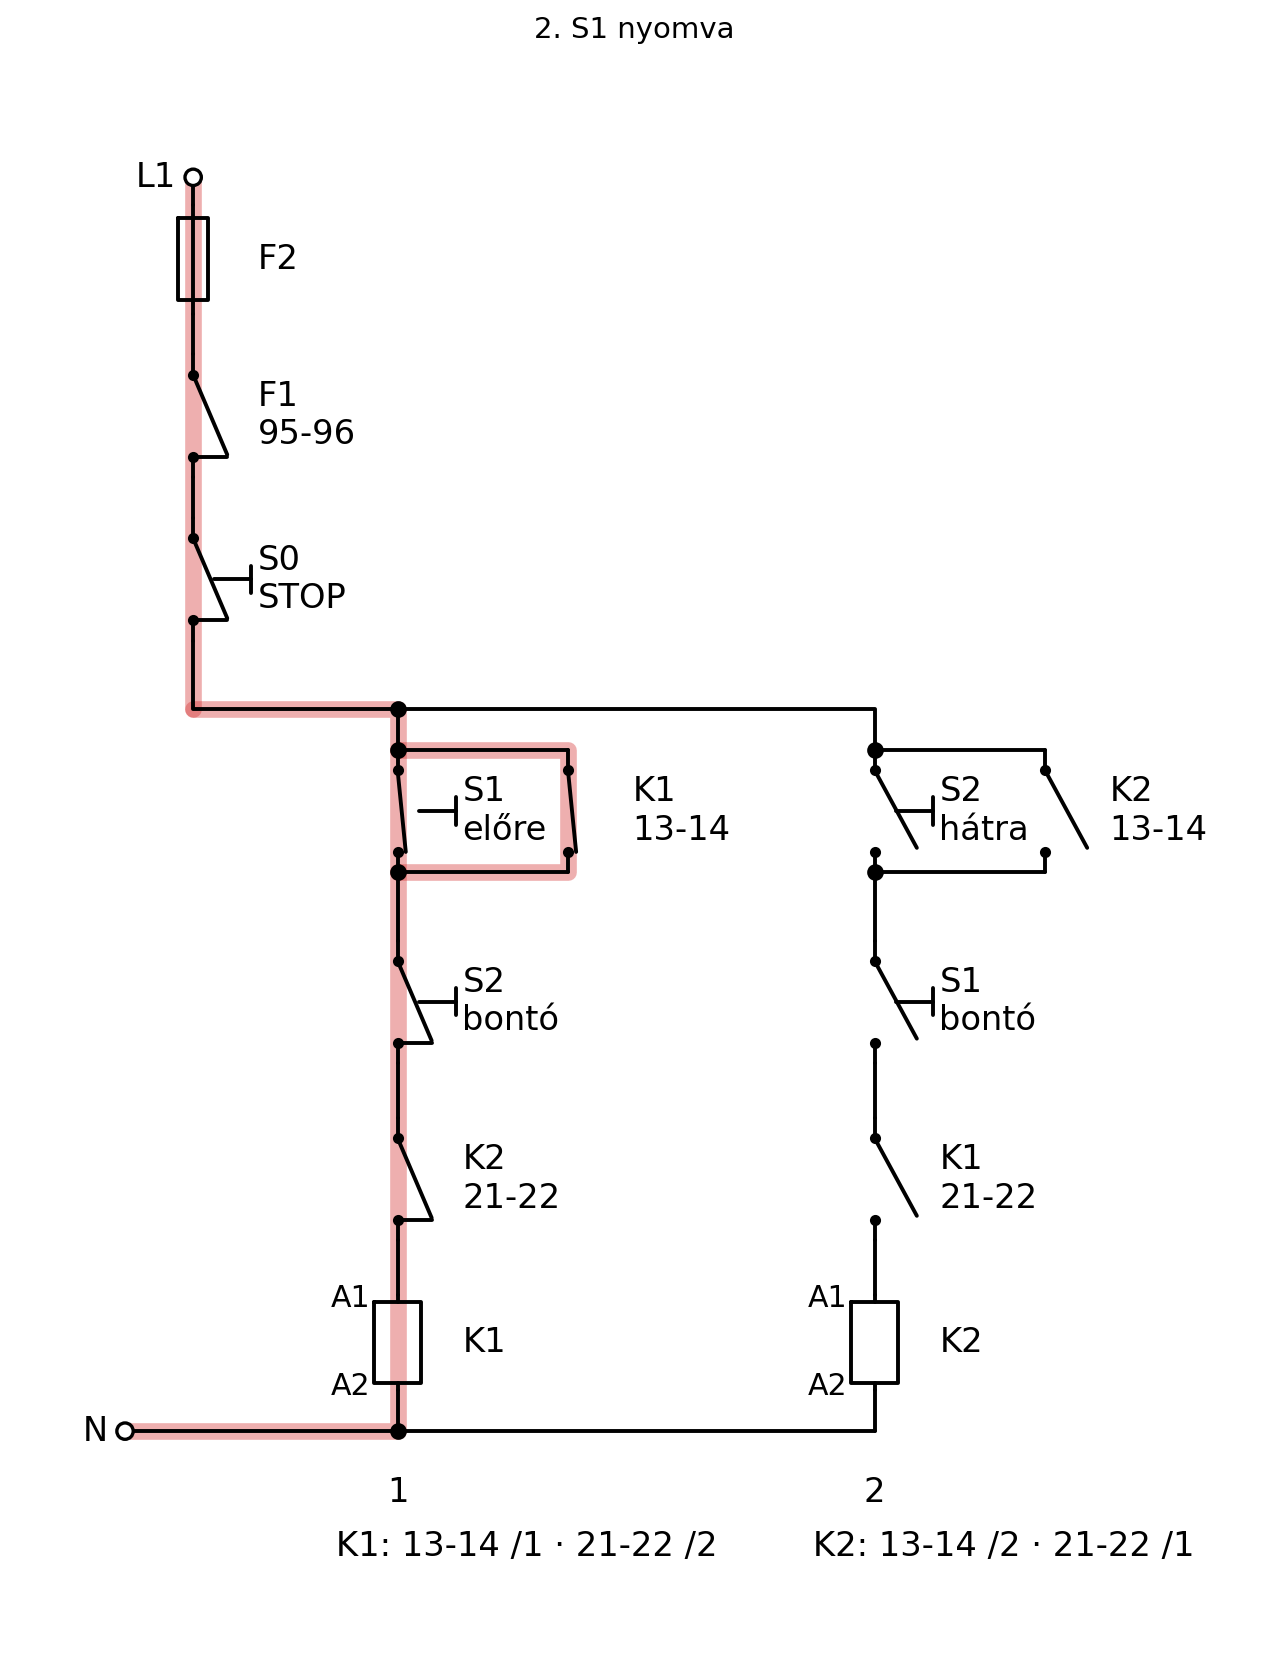 2. S1 nyomva
L1
F2
F1
95-96
S0
STOP
S1
előre
K1
13-14
S2
hátra
K2
13-14
S2
bontó
S1
bontó
K2
21-22
K1
21-22
A1
K1
A2
A1
K2
A2
N
1
2
K1: 13-14 /1 · 21-22 /2
K2: 13-14 /2 · 21-22 /1